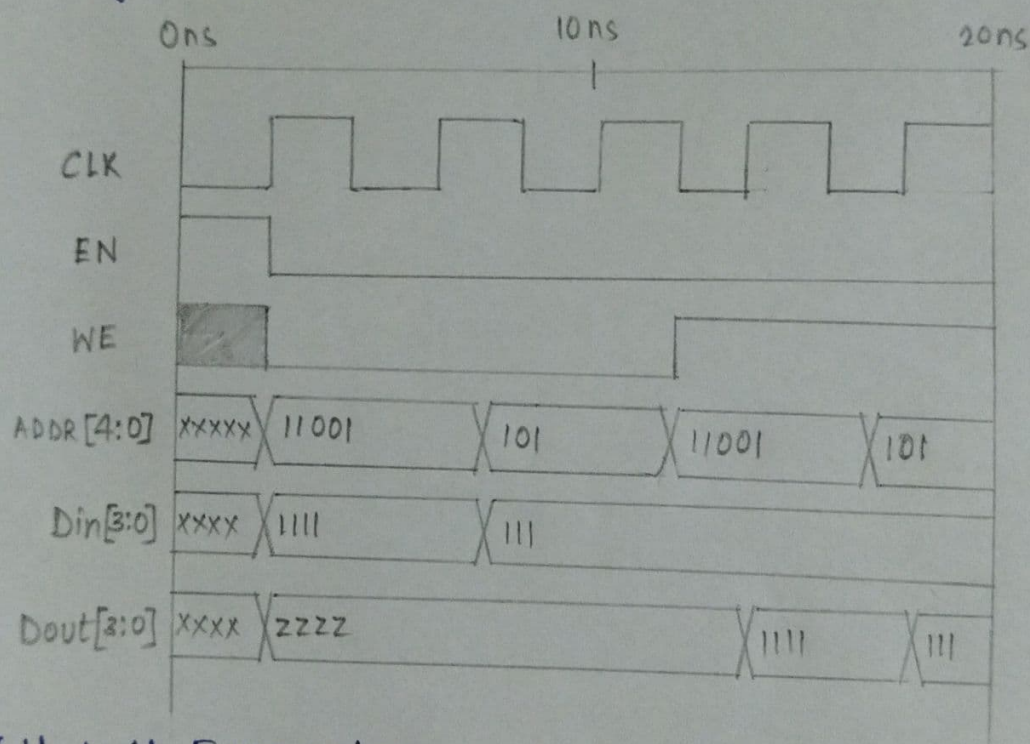 0ns 10ns 20ns
CLK
EN
WE
ADDR[4:0] xxxxx 11001 101 11001 101
Din[3:0] xxxx 1111 111
Dout[3:0] xxxx zzzz 1111 111